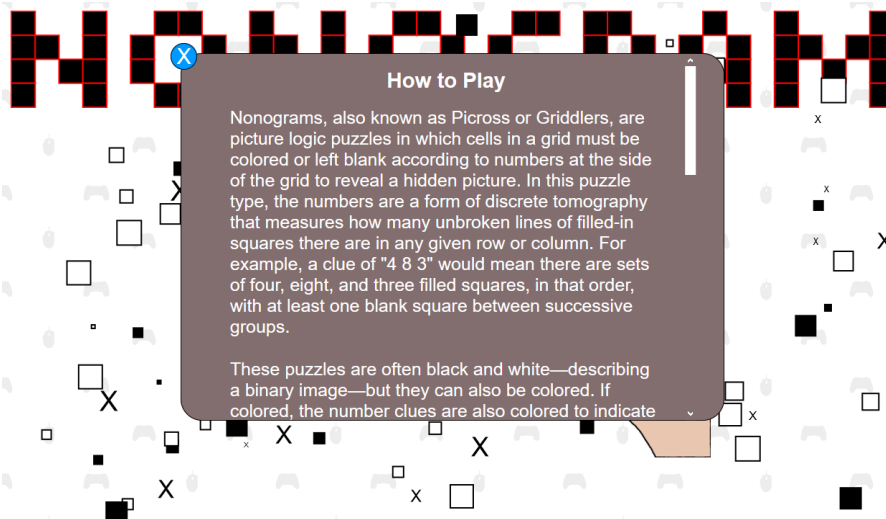 NONOGRAM
X
How to Play
Nonograms, also known as Picross or Griddlers, are
picture logic puzzles in which cells in a grid must be
colored or left blank according to numbers at the side
of the grid to reveal a hidden picture. In this puzzle
type, the numbers are a form of discrete tomography
that measures how many unbroken lines of filled-in
squares there are in any given row or column. For
example, a clue of "4 8 3" would mean there are sets
of four, eight, and three filled squares, in that order,
with at least one blank square between successive
groups.
These puzzles are often black and white—describing
a binary image—but they can also be colored. If
colored, the number clues are also colored to indicate